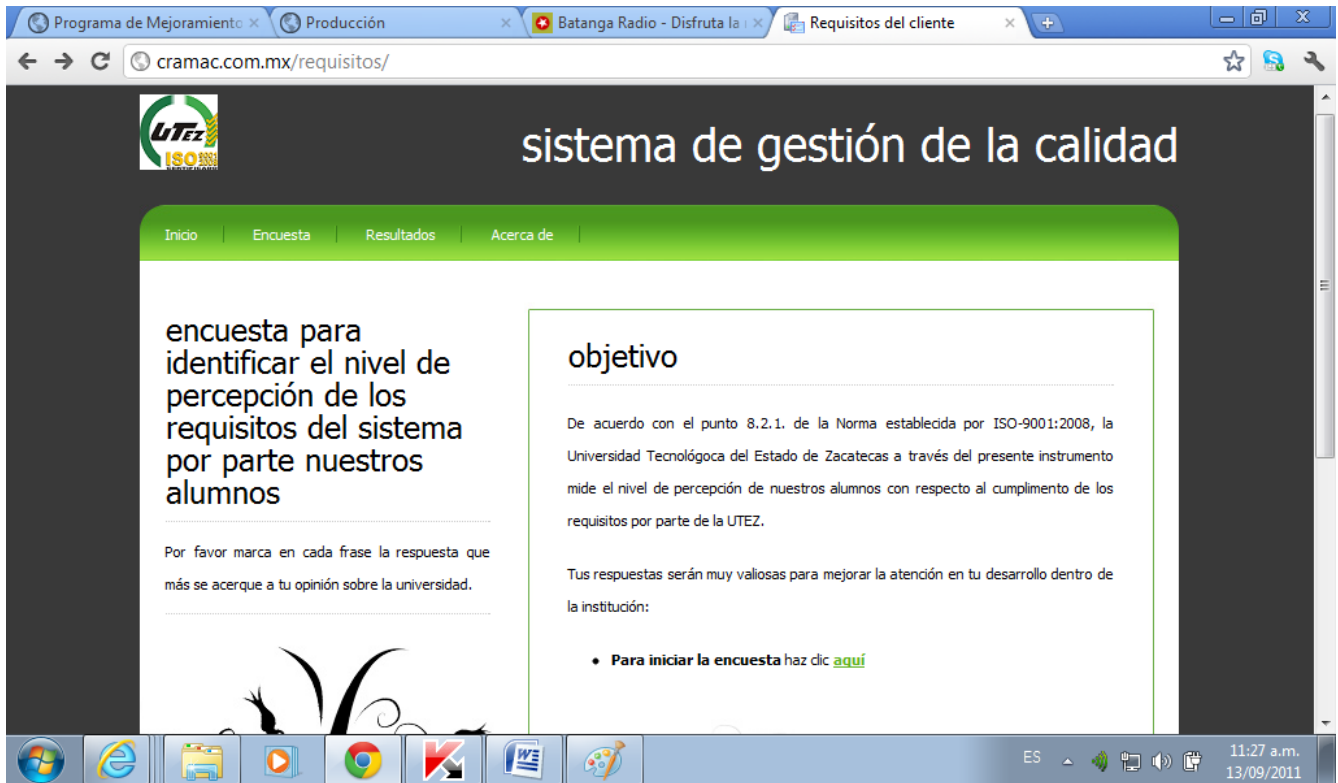 Programa de Mejoramiento
Producción
Batanga Radio - Disfruta la
Requisitos del cliente
cramac.com.mx/requisitos/
UTEZ
ISO 9001
sistema de gestión de la calidad
Inicio
Encuesta
Resultados
Acerca de
encuesta para
identificar el nivel de
percepción de los
requisitos del sistema
por parte nuestros
alumnos
Por favor marca en cada frase la respuesta que
más se acerque a tu opinión sobre la universidad.
objetivo
De acuerdo con el punto 8.2.1. de la Norma establecida por ISO-9001:2008, la
Universidad Tecnológoca del Estado de Zacatecas a través del presente instrumento
mide el nivel de percepción de nuestros alumnos con respecto al cumplimento de los
requisitos por parte de la UTEZ.
Tus respuestas serán muy valiosas para mejorar la atención en tu desarrollo dentro de
la institución:
• Para iniciar la encuesta haz clic aquí
ES
11:27 a.m.
13/09/2011